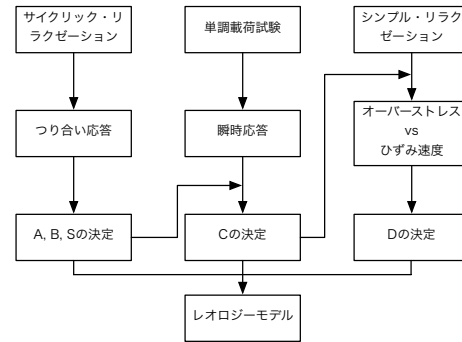 サイクリック・リ
ラクゼーション
単調載荷試験
シンプル・リラク
ゼーション
つり合い応答
瞬時応答
オーバーストレス
vs
ひずみ速度
A, B, Sの決定
Cの決定
Dの決定
レオロジーモデル